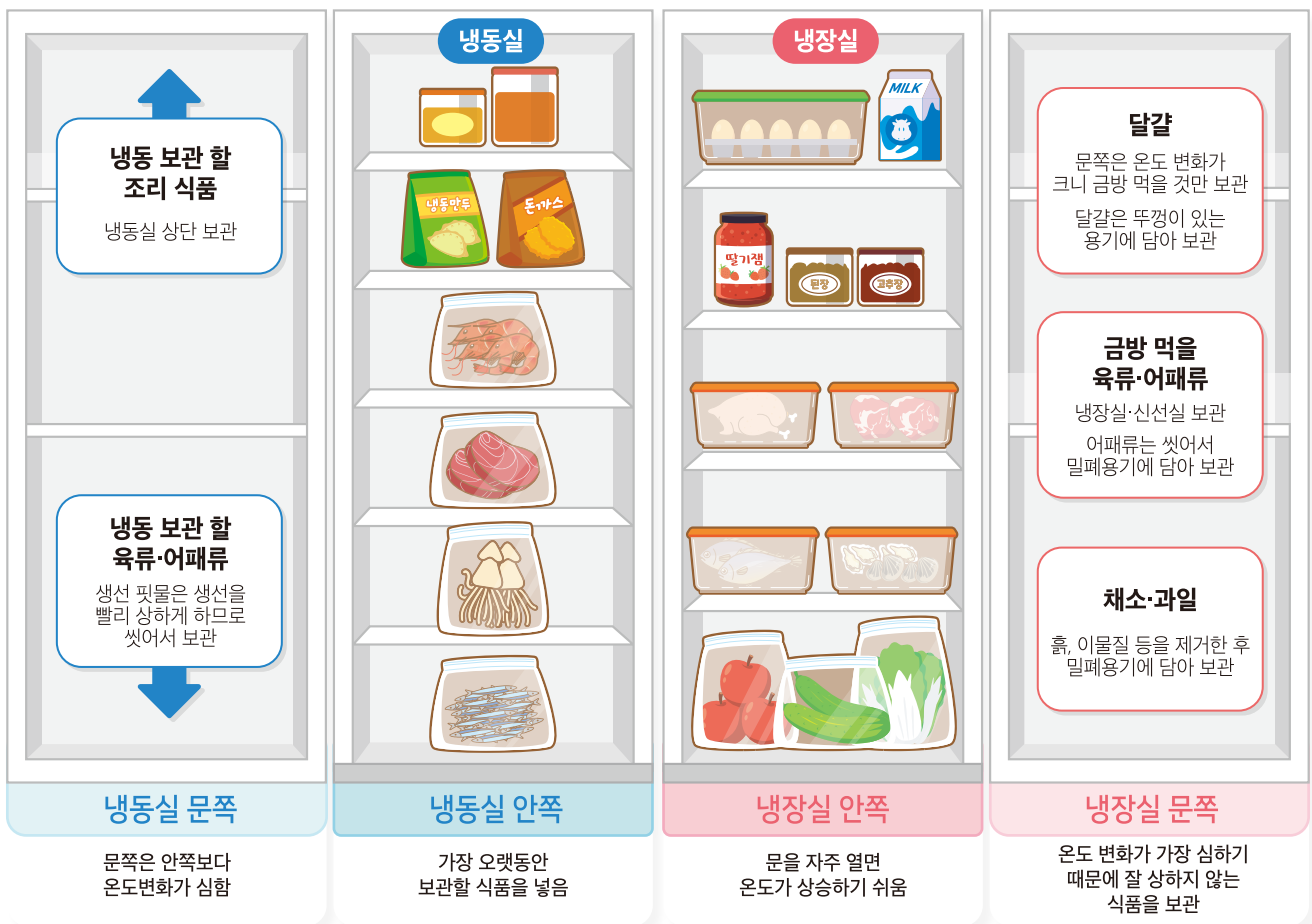 냉동 보관 할
조리 식품
냉동실 상단 보관
냉동 보관 할
육류·어패류
생선 핏물은 생선을
빨리 상하게 하므로
씻어서 보관
냉동실 문쪽
문쪽은 안쪽보다
온도변화가 심함
냉동실
냉동만두
돈까스
냉동실 안쪽
가장 오랫동안
보관할 식품을 넣음
냉장실
MILK
딸기잼
된장
고추장
냉장실 안쪽
문을 자주 열면
온도가 상승하기 쉬움
달걀
문쪽은 온도 변화가
크니 금방 먹을 것만 보관
달걀은 뚜껑이 있는
용기에 담아 보관
금방 먹을
육류·어패류
냉장실·신선실 보관
어패류는 씻어서
밀폐용기에 담아 보관
채소·과일
흙, 이물질 등을 제거한 후
밀폐용기에 담아 보관
냉장실 문쪽
온도 변화가 가장 심하기
때문에 잘 상하지 않는
식품을 보관